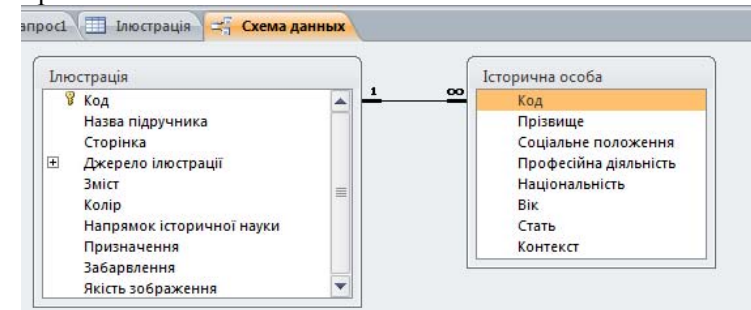 апрос1 Ілюстрація Схема данных
Ілюстрація
Код
Назва підручника
Сторінка
Джерело ілюстрації
Зміст
Колір
Напрямок історичної науки
Призначення
Забарвлення
Якість зображення
1 ∞
Історична особа
Код
Прізвище
Соціальне положення
Професійна діяльність
Національність
Вік
Стать
Контекст